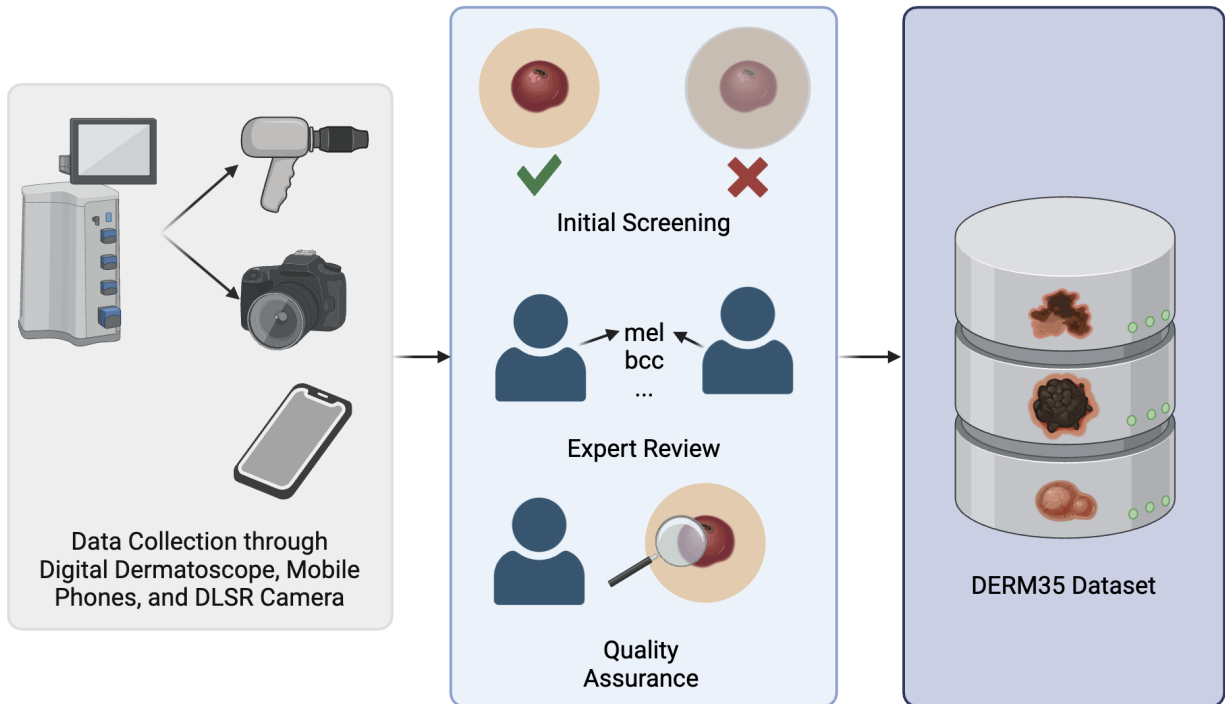 Data Collection through
Digital Dermatoscope, Mobile
Phones, and DLSR Camera
Initial Screening
mel
bcc
...
Expert Review
Quality
Assurance
DERM35 Dataset